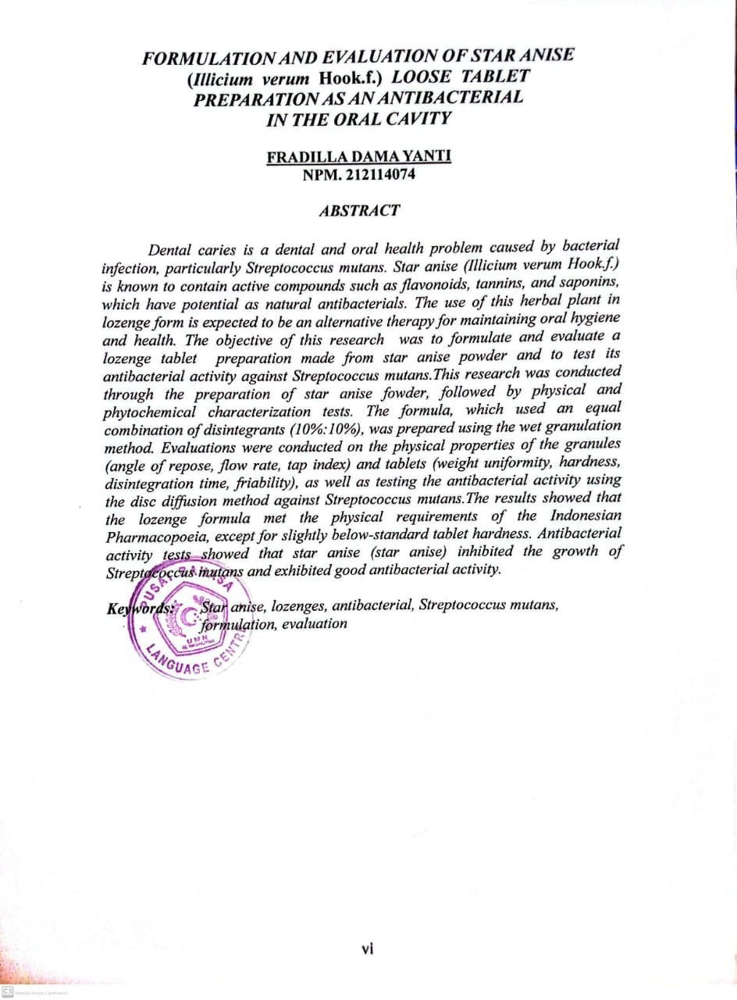 FORMULATION AND EVALUATION OF STAR ANISE
(Illicium verum Hook.f.) LOOSE TABLET
PREPARATION AS AN ANTIBACTERIAL
IN THE ORAL CAVITY
FRADILLA DAMA YANTI
NPM. 212114074
ABSTRACT
Dental caries is a dental and oral health problem caused by bacterial
infection, particularly Streptococcus mutans. Star anise (Illicium verum Hook.f.)
is known to contain active compounds such as flavonoids, tannins, and saponins,
which have potential as natural antibacterials. The use of this herbal plant in
lozenge form is expected to be an alternative therapy for maintaining oral hygiene
and health. The objective of this research was to formulate and evaluate a
lozenge tablet preparation made from star anise powder and to test its
antibacterial activity against Streptococcus mutans.This research was conducted
through the preparation of star anise fowder, followed by physical and
phytochemical characterization tests. The formula, which used an equal
combination of disintegrants (10%:10%), was prepared using the wet granulation
method. Evaluations were conducted on the physical properties of the granules
(angle of repose, flow rate, tap index) and tablets (weight uniformity, hardness,
disintegration time, friability), as well as testing the antibacterial activity using
the disc diffusion method against Streptococcus mutans.The results showed that
the lozenge formula met the physical requirements of the Indonesian
Pharmacopoeia, except for slightly below-standard tablet hardness. Antibacterial
activity tests showed that star anise (star anise) inhibited the growth of
Streptococcus mutans and exhibited good antibacterial activity.
Keywords: Star anise, lozenges, antibacterial, Streptococcus mutans,
formulation, evaluation
PUSAT BAHASA
UMN
LANGUAGE CENTRE
vi
CS